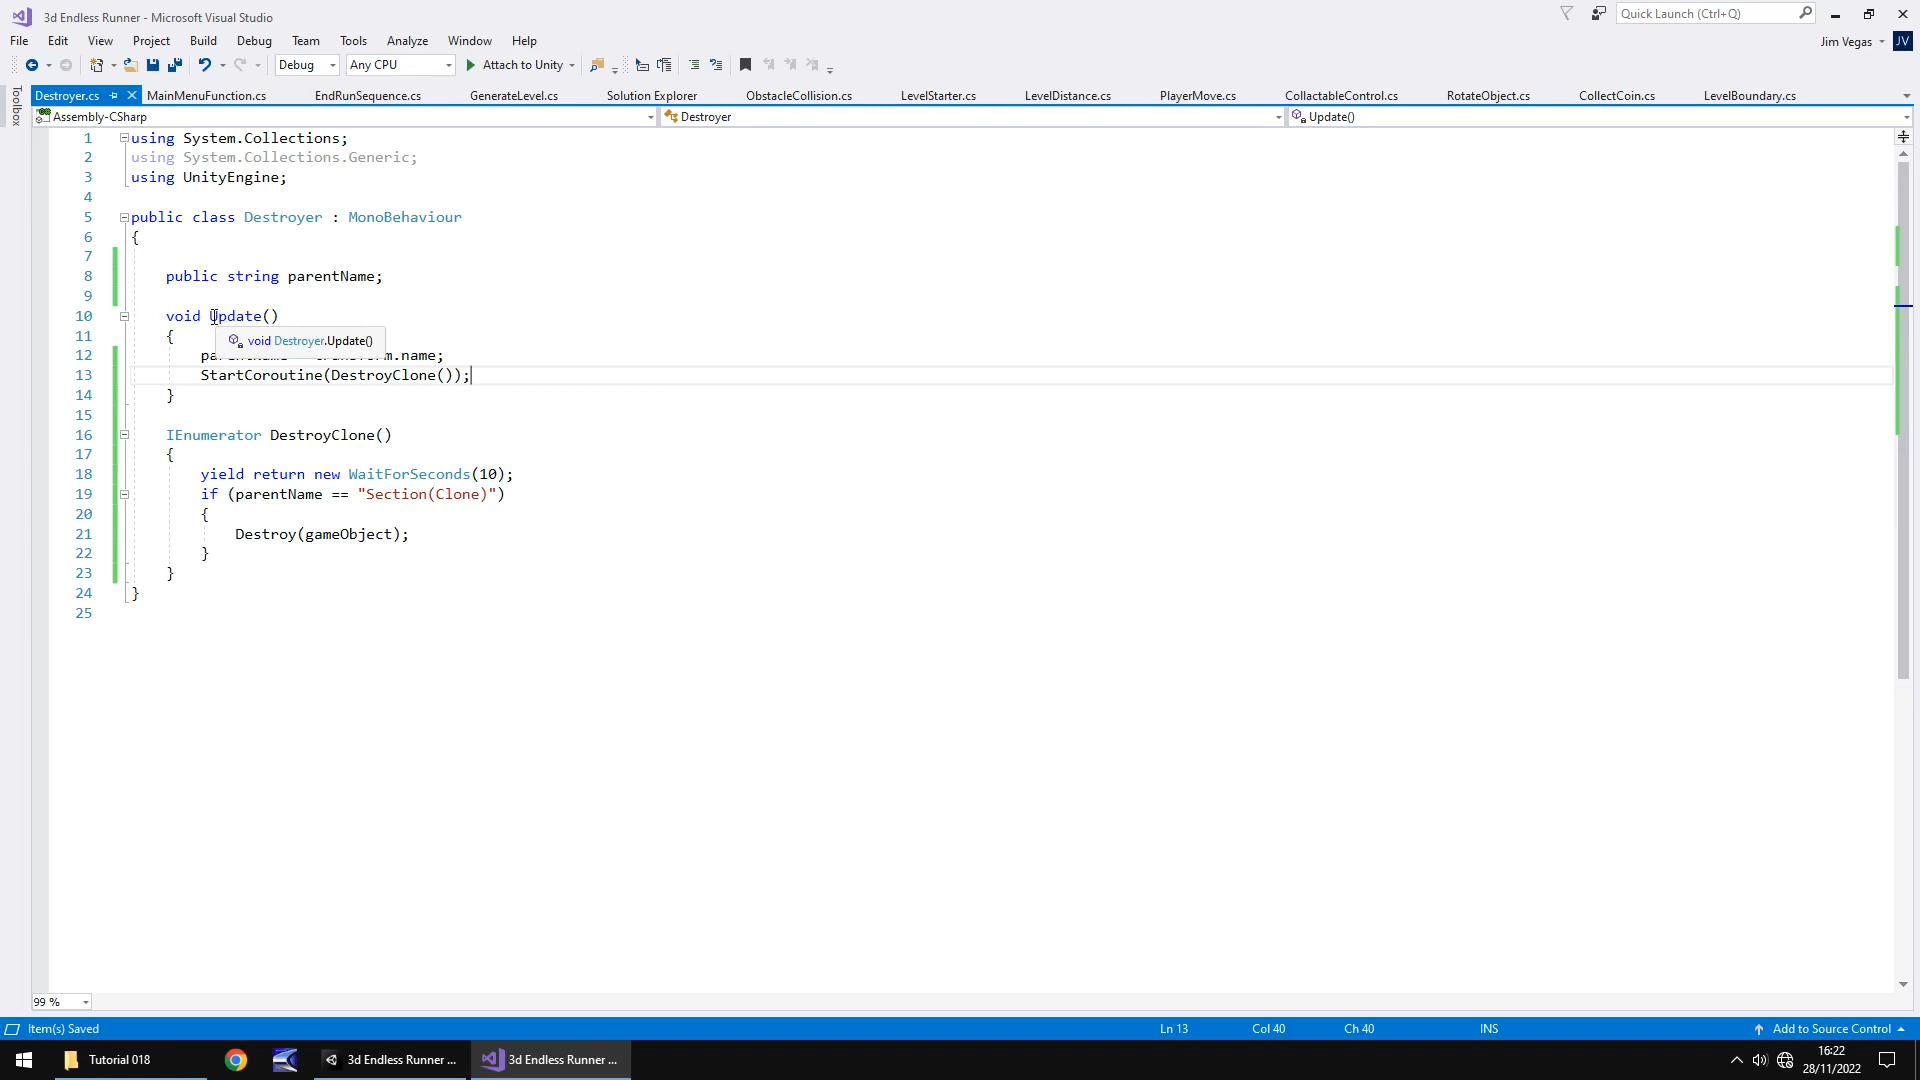 3d Endless Runner - Microsoft Visual Studio
Quick Launch (Ctrl+Q)
File Edit View Project Build Debug Team Tools Analyze Window Help
Jim Vegas JV
Debug Any CPU Attach to Unity
Toolbox
Destroyer.cs MainMenuFunction.cs EndRunSequence.cs GenerateLevel.cs Solution Explorer ObstacleCollision.cs LevelStarter.cs LevelDistance.cs PlayerMove.cs CollactableControl.cs RotateObject.cs CollectCoin.cs LevelBoundary.cs
Assembly-CSharp Destroyer Update()
1 using System.Collections;
2 using System.Collections.Generic;
3 using UnityEngine;
4
5 public class Destroyer : MonoBehaviour
6 {
7
8 public string parentName;
9
10 void Update()
11 {
void Destroyer.Update()
12 parentName = transform.name;
13 StartCoroutine(DestroyClone());
14 }
15
16 IEnumerator DestroyClone()
17 {
18 yield return new WaitForSeconds(10);
19 if (parentName == "Section(Clone)")
20 {
21 Destroy(gameObject);
22 }
23 }
24 }
25
99 %
Item(s) Saved Ln 13 Col 40 Ch 40 INS Add to Source Control
Tutorial 018 3d Endless Runner ... 3d Endless Runner ... 16:22
28/11/2022